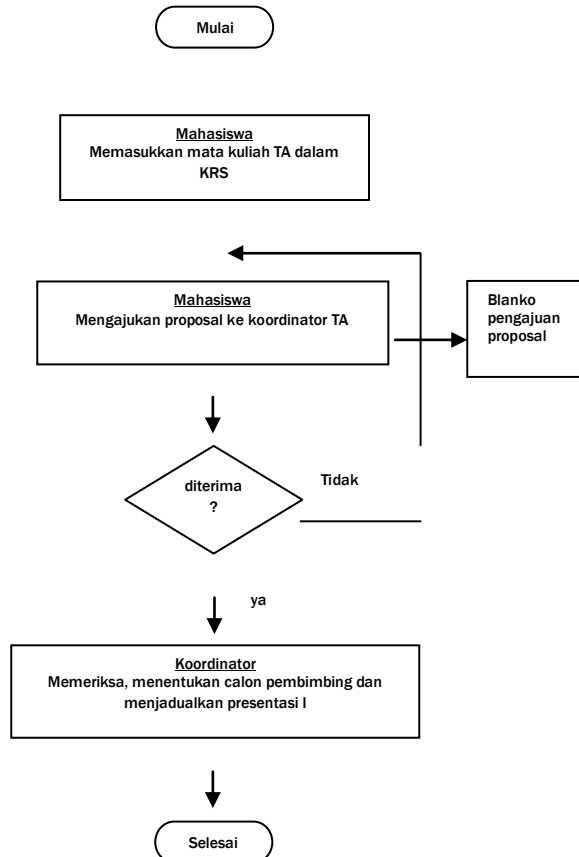 Mulai
Mahasiswa
Memasukkan mata kuliah TA dalam
KRS
Mahasiswa
Mengajukan proposal ke koordinator TA
Blanko
pengajuan
proposal
diterima
?
Tidak
ya
Koordinator
Memeriksa, menentukan calon pembimbing dan
menjadualkan presentasi I
Selesai